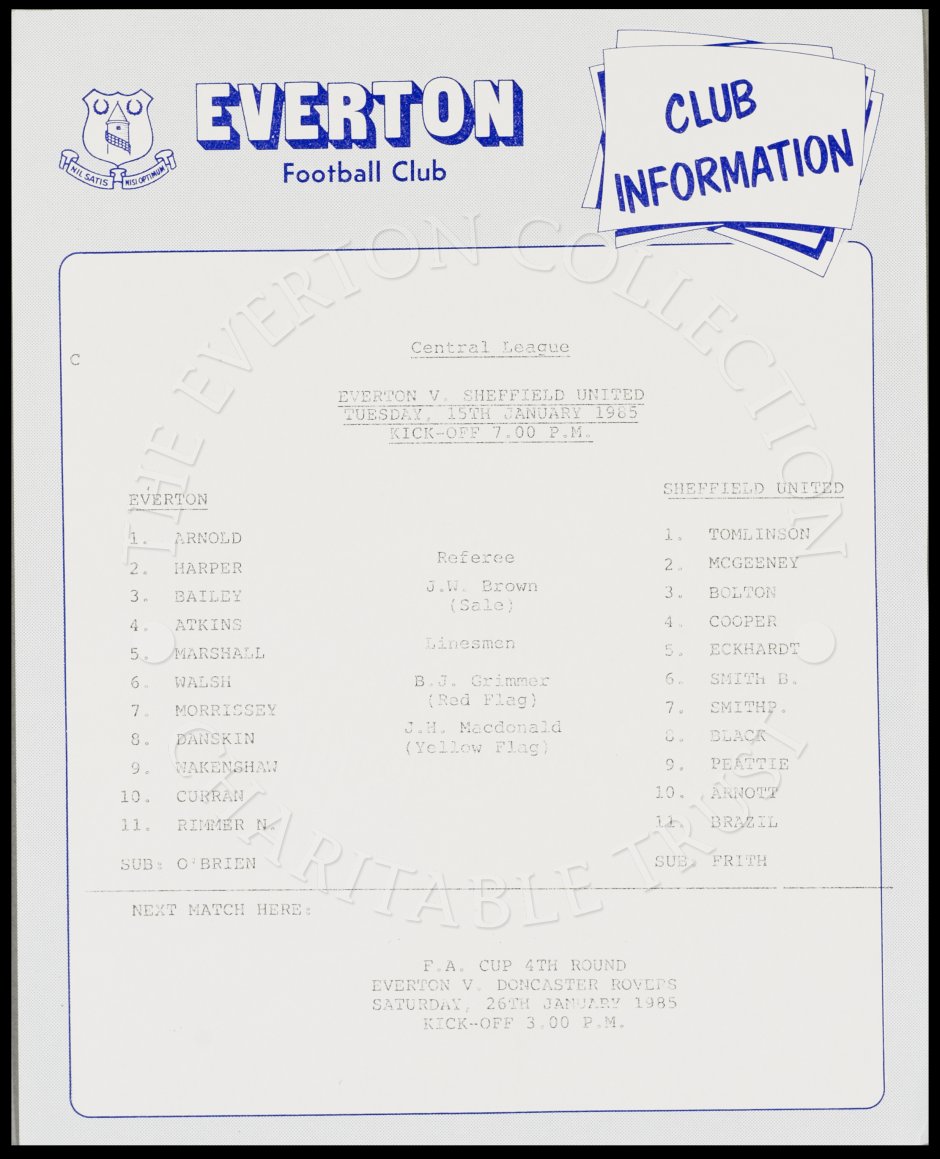 EVERTON
Football Club
NIL SATIS NISI OPTIMUM
CLUB
INFORMATION
THE EVERTON COLLECTION
CHARITABLE TRUST
C
Central League
EVERTON V. SHEFFIELD UNITED
TUESDAY, 15TH JANUARY 1985
KICK-OFF 7.00 P.M.
EVERTON
1. ARNOLD
2. HARPER
3. BAILEY
4. ATKINS
5. MARSHALL
6. WALSH
7. MORRISSEY
8. DANSKIN
9. WAKENSHAW
10. CURRAN
11. RIMMER N.
SUB: O'BRIEN
Referee
J.W. Brown
(Sale)
Linesmen
B.J. Grimmer
(Red Flag)
J.H. Macdonald
(Yellow Flag)
SHEFFIELD UNITED
1. TOMLINSON
2. MCGEENEY
3. BOLTON
4. COOPER
5. ECKHARDT
6. SMITH B.
7. SMITHP.
8. BLACK
9. PEATTIE
10. ARNOTT
11. BRAZIL
SUB. FRITH
NEXT MATCH HERE:
F.A. CUP 4TH ROUND
EVERTON V. DONCASTER ROVERS
SATURDAY, 26TH JANUARY 1985
KICK-OFF 3.00 P.M.